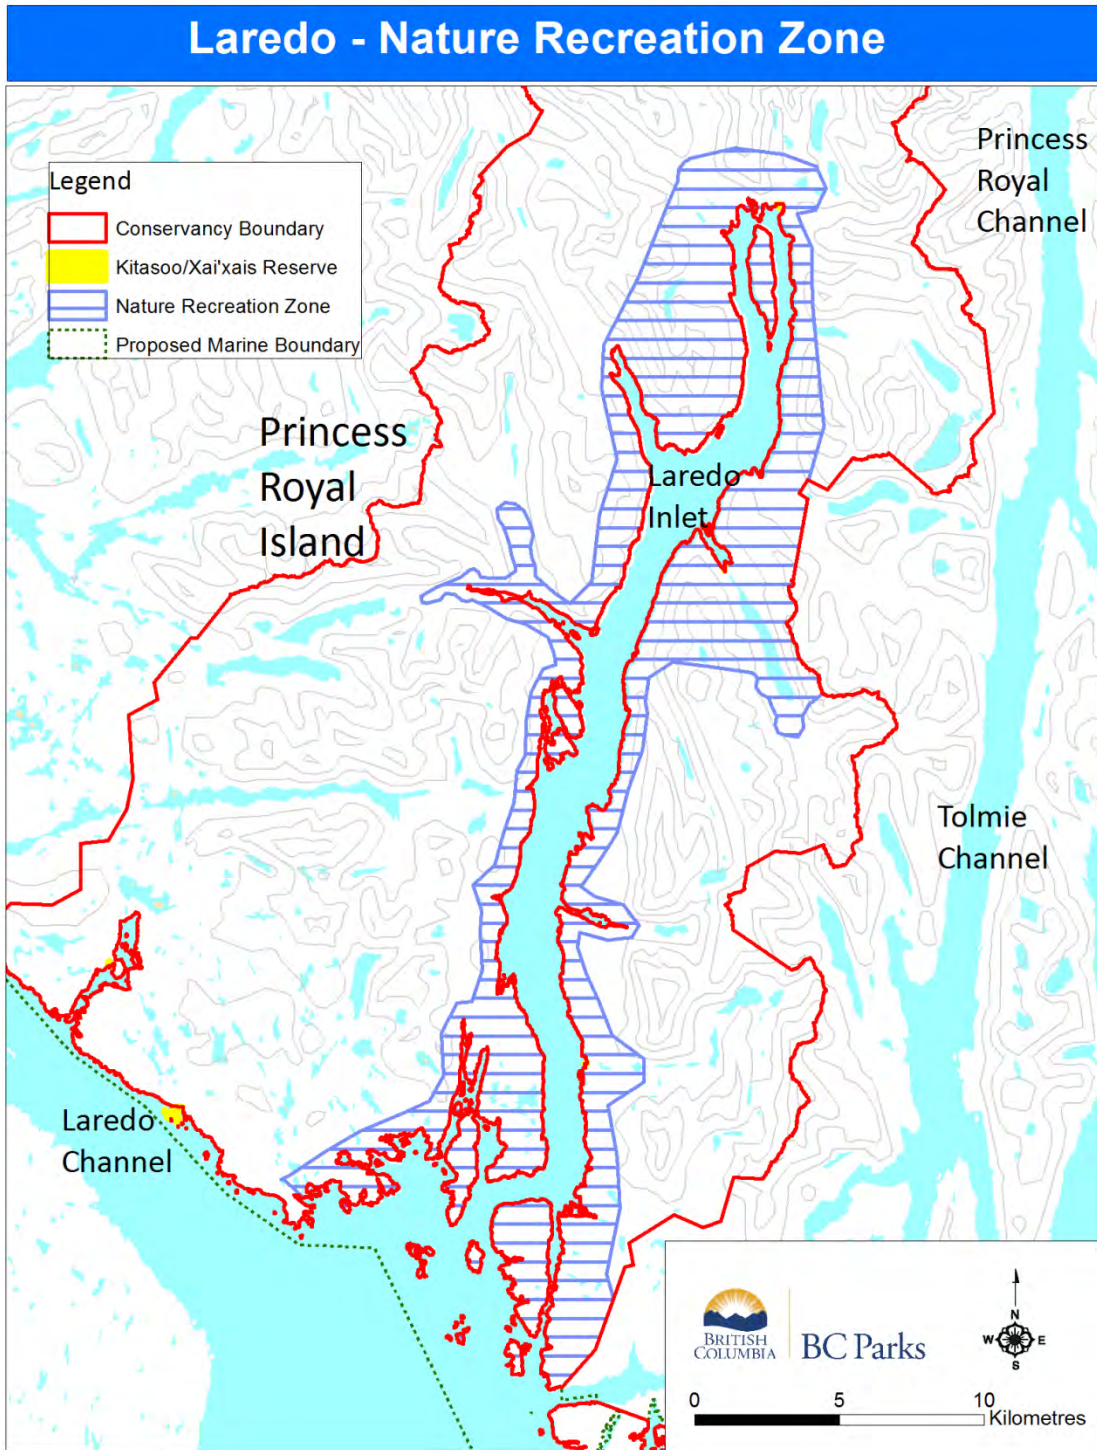 Laredo - Nature Recreation Zone
Legend
Conservancy Boundary
Kitasoo/Xai'xais Reserve
Nature Recreation Zone
Proposed Marine Boundary
Princess
Royal
Channel
Princess
Royal
Island
Laredo
Inlet
Tolmie
Channel
Laredo
Channel
BRITISH
COLUMBIA
BC Parks
N
W E
S
0 5 10
Kilometres